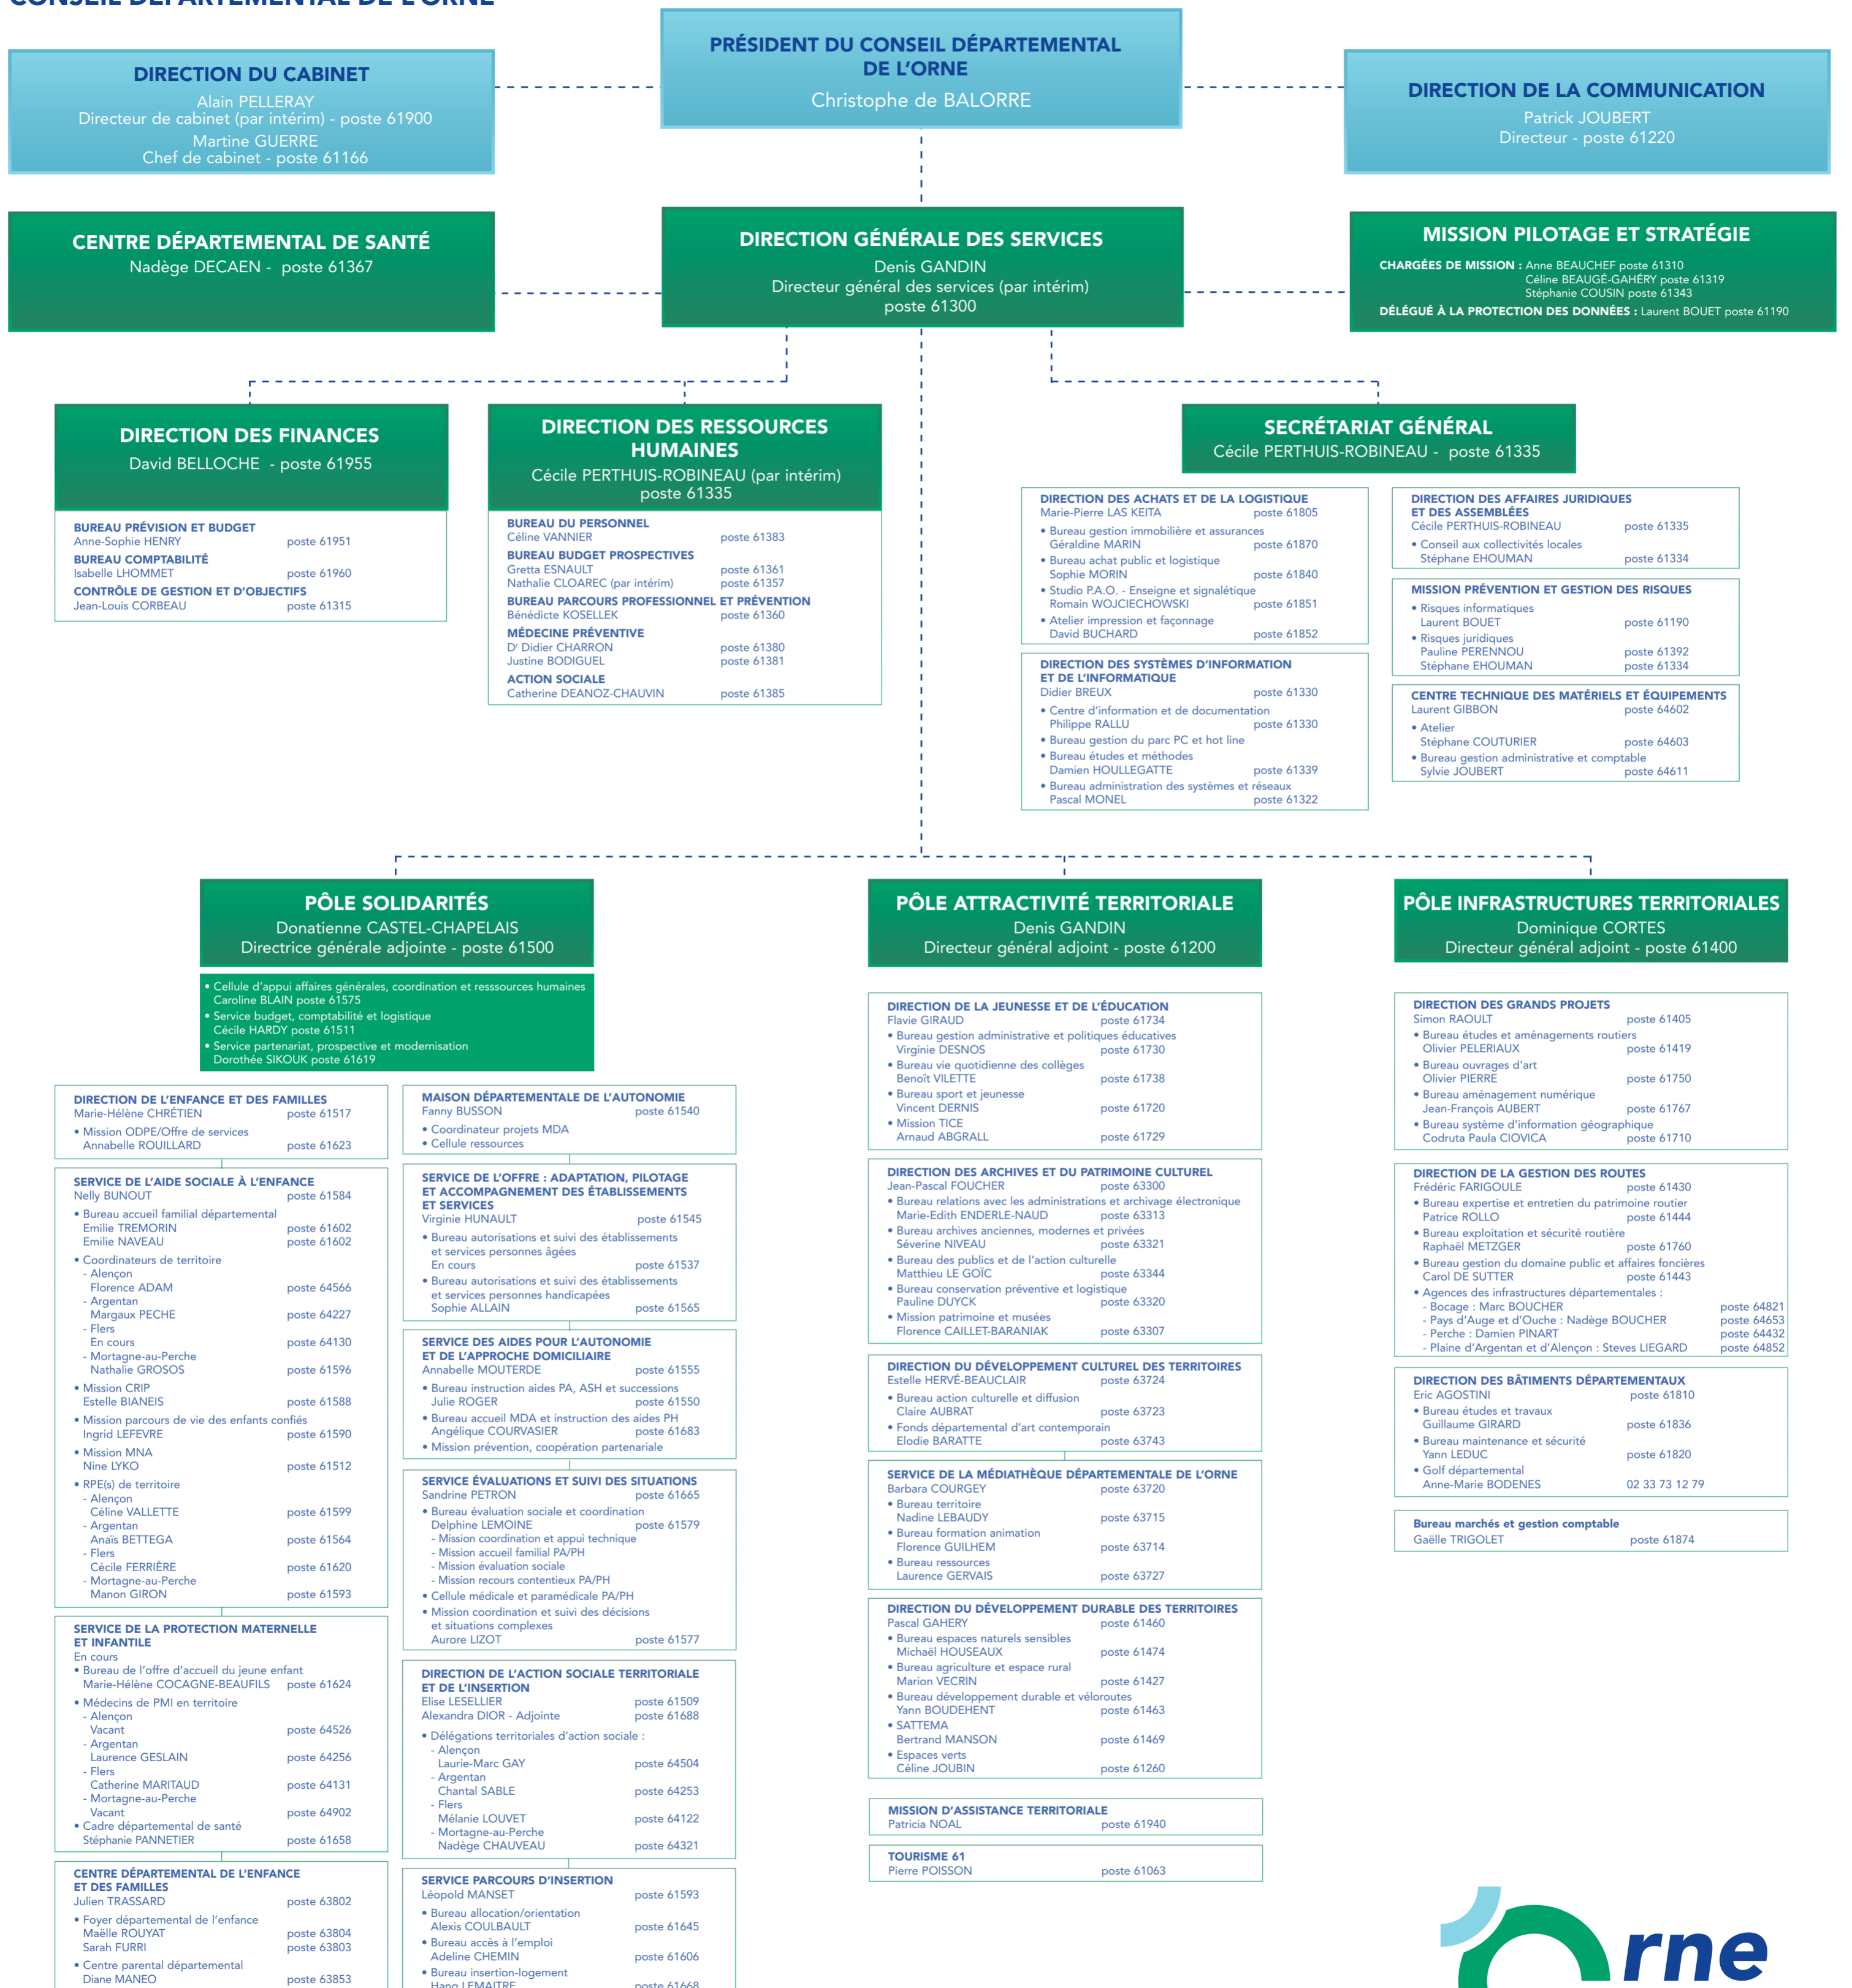 CONSEIL DÉPARTEMENTAL DE L'ORNE
PRÉSIDENT DU CONSEIL DÉPARTEMENTAL
DE L'ORNE
Christophe de BALORRE
DIRECTION DU CABINET
Alain PELLERAY
Directeur de cabinet (par intérim) - poste 61900
Martine GUERRE
Chef de cabinet - poste 61166
DIRECTION DE LA COMMUNICATION
Patrick JOUBERT
Directeur - poste 61220
CENTRE DÉPARTEMENTAL DE SANTÉ
Nadège DECAEN - poste 61367
DIRECTION GÉNÉRALE DES SERVICES
Denis GANDIN
Directeur général des services (par intérim)
poste 61300
MISSION PILOTAGE ET STRATÉGIE
CHARGÉES DE MISSION : Anne BEAUCHEF poste 61310
Céline BEAUGÉ-GAHÉRY poste 61319
Stéphanie COUSIN poste 61343
DÉLÉGUÉ À LA PROTECTION DES DONNÉES : Laurent BOUET poste 61190
DIRECTION DES FINANCES
David BELLOCHE - poste 61955
BUREAU PRÉVISION ET BUDGET
Anne-Sophie HENRY poste 61951
BUREAU COMPTABILITÉ
Isabelle LHOMMET poste 61960
CONTRÔLE DE GESTION ET D'OBJECTIFS
Jean-Louis CORBEAU poste 61315
DIRECTION DES RESSOURCES
HUMAINES
Cécile PERTHUIS-ROBINEAU (par intérim)
poste 61335
BUREAU DU PERSONNEL
Céline VANNIER poste 61383
BUREAU BUDGET PROSPECTIVES
Gretta ESNAULT poste 61361
Nathalie CLOAREC (par intérim) poste 61357
BUREAU PARCOURS PROFESSIONNEL ET PRÉVENTION
Bénédicte KOSELLEK poste 61360
MÉDECINE PRÉVENTIVE
Dr Didier CHARRON poste 61380
Justine BODIGUEL poste 61381
ACTION SOCIALE
Catherine DEANOZ-CHAUVIN poste 61385
SECRÉTARIAT GÉNÉRAL
Cécile PERTHUIS-ROBINEAU - poste 61335
DIRECTION DES ACHATS ET DE LA LOGISTIQUE
Marie-Pierre LAS KEITA poste 61805
• Bureau gestion immobilière et assurances
Géraldine MARIN poste 61870
• Bureau achat public et logistique
Sophie MORIN poste 61840
• Studio P.A.O. - Enseigne et signalétique
Romain WOJCIECHOWSKI poste 61851
• Atelier impression et façonnage
David BUCHARD poste 61852
DIRECTION DES SYSTÈMES D'INFORMATION
ET DE L'INFORMATIQUE
Didier BREUX poste 61330
• Centre d'information et de documentation
Philippe RALLU poste 61330
• Bureau gestion du parc PC et hot line
• Bureau études et méthodes
Damien HOULLEGATTE poste 61339
• Bureau administration des systèmes et réseaux
Pascal MONEL poste 61322
DIRECTION DES AFFAIRES JURIDIQUES
ET DES ASSEMBLÉES
Cécile PERTHUIS-ROBINEAU poste 61335
• Conseil aux collectivités locales
Stéphane EHOUMAN poste 61334
MISSION PRÉVENTION ET GESTION DES RISQUES
• Risques informatiques
Laurent BOUET poste 61190
• Risques juridiques
Pauline PERENNOU poste 61392
Stéphane EHOUMAN poste 61334
CENTRE TECHNIQUE DES MATÉRIELS ET ÉQUIPEMENTS
Laurent GIBBON poste 64602
• Atelier
Stéphane COUTURIER poste 64603
• Bureau gestion administrative et comptable
Sylvie JOUBERT poste 64611
PÔLE SOLIDARITÉS
Donatienne CASTEL-CHAPELAIS
Directrice générale adjointe - poste 61500
• Cellule d'appui affaires générales, coordination et resssources humaines
Caroline BLAIN poste 61575
• Service budget, comptabilité et logistique
Cécile HARDY poste 61511
• Service partenariat, prospective et modernisation
Dorothée SIKOUK poste 61619
DIRECTION DE L'ENFANCE ET DES FAMILLES
Marie-Hélène CHRÉTIEN poste 61517
• Mission ODPE/Offre de services
Annabelle ROUILLARD poste 61623
SERVICE DE L'AIDE SOCIALE À L'ENFANCE
Nelly BUNOUT poste 61584
• Bureau accueil familial départemental
Emilie TREMORIN poste 61602
Emilie NAVEAU poste 61602
• Coordinateurs de territoire
- Alençon
Florence ADAM poste 64566
- Argentan
Margaux PECHE poste 64227
- Flers
En cours poste 64130
- Mortagne-au-Perche
Nathalie GROSOS poste 61596
• Mission CRIP
Estelle BIANEIS poste 61588
• Mission parcours de vie des enfants confiés
Ingrid LEFEVRE poste 61590
• Mission MNA
Nine LYKO poste 61512
• RPE(s) de territoire
- Alençon
Céline VALLETTE poste 61599
- Argentan
Anaïs BETTEGA poste 61564
- Flers
Cécile FERRIÈRE poste 61620
- Mortagne-au-Perche
Manon GIRON poste 61593
SERVICE DE LA PROTECTION MATERNELLE
ET INFANTILE
En cours
• Bureau de l'offre d'accueil du jeune enfant
Marie-Hélène COCAGNE-BEAUFILS poste 61624
• Médecins de PMI en territoire
- Alençon
Vacant poste 64526
- Argentan
Laurence GESLAIN poste 64256
- Flers
Catherine MARITAUD poste 64131
- Mortagne-au-Perche
Vacant poste 64902
• Cadre départemental de santé
Stéphanie PANNETIER poste 61658
CENTRE DÉPARTEMENTAL DE L'ENFANCE
ET DES FAMILLES
Julien TRASSARD poste 63802
• Foyer départemental de l'enfance
Maëlle ROUYAT poste 63804
Sarah FURRI poste 63803
• Centre parental départemental
Diane MANEO poste 63853
MAISON DÉPARTEMENTALE DE L'AUTONOMIE
Fanny BUSSON poste 61540
• Coordinateur projets MDA
• Cellule ressources
SERVICE DE L'OFFRE : ADAPTATION, PILOTAGE
ET ACCOMPAGNEMENT DES ÉTABLISSEMENTS
ET SERVICES
Virginie HUNAULT poste 61545
• Bureau autorisations et suivi des établissements
et services personnes âgées
En cours poste 61537
• Bureau autorisations et suivi des établissements
et services personnes handicapées
Sophie ALLAIN poste 61565
SERVICE DES AIDES POUR L'AUTONOMIE
ET DE L'APPROCHE DOMICILIAIRE
Annabelle MOUTERDE poste 61555
• Bureau instruction aides PA, ASH et successions
Julie ROGER poste 61550
• Bureau accueil MDA et instruction des aides PH
Angélique COURVASIER poste 61683
• Mission prévention, coopération partenariale
SERVICE ÉVALUATIONS ET SUIVI DES SITUATIONS
Sandrine PETRON poste 61665
• Bureau évaluation sociale et coordination
Delphine LEMOINE poste 61579
- Mission coordination et appui technique
- Mission accueil familial PA/PH
- Mission évaluation sociale
- Mission recours contentieux PA/PH
• Cellule médicale et paramédicale PA/PH
• Mission coordination et suivi des décisions
et situations complexes
Aurore LIZOT poste 61577
DIRECTION DE L'ACTION SOCIALE TERRITORIALE
ET DE L'INSERTION
Elise LESELLIER poste 61509
Alexandra DIOR - Adjointe poste 61688
• Délégations territoriales d'action sociale :
- Alençon
Laurie-Marc GAY poste 64504
- Argentan
Chantal SABLE poste 64253
- Flers
Mélanie LOUVET poste 64122
- Mortagne-au-Perche
Nadège CHAUVEAU poste 64321
SERVICE PARCOURS D'INSERTION
Léopold MANSET poste 61593
• Bureau allocation/orientation
Alexis COULBAULT poste 61645
• Bureau accès à l'emploi
Adeline CHEMIN poste 61606
• Bureau insertion-logement
Hang LEMAITRE poste 61668
PÔLE ATTRACTIVITÉ TERRITORIALE
Denis GANDIN
Directeur général adjoint - poste 61200
DIRECTION DE LA JEUNESSE ET DE L'ÉDUCATION
Flavie GIRAUD poste 61734
• Bureau gestion administrative et politiques éducatives
Virginie DESNOS poste 61730
• Bureau vie quotidienne des collèges
Benoît VILETTE poste 61738
• Bureau sport et jeunesse
Vincent DERNIS poste 61720
• Mission TICE
Arnaud ABGRALL poste 61729
DIRECTION DES ARCHIVES ET DU PATRIMOINE CULTUREL
Jean-Pascal FOUCHER poste 63300
• Bureau relations avec les administrations et archivage électronique
Marie-Edith ENDERLE-NAUD poste 63313
• Bureau archives anciennes, modernes et privées
Séverine NIVEAU poste 63321
• Bureau des publics et de l'action culturelle
Matthieu LE GOÏC poste 63344
• Bureau conservation préventive et logistique
Pauline DUYCK poste 63320
• Mission patrimoine et musées
Florence CAILLET-BARANIAK poste 63307
DIRECTION DU DÉVELOPPEMENT CULTUREL DES TERRITOIRES
Estelle HERVÉ-BEAUCLAIR poste 63724
• Bureau action culturelle et diffusion
Claire AUBRAT poste 63723
• Fonds départemental d'art contemporain
Elodie BARATTE poste 63743
SERVICE DE LA MÉDIATHÈQUE DÉPARTEMENTALE DE L'ORNE
Barbara COURGEY poste 63720
• Bureau territoire
Nadine LEBAUDY poste 63715
• Bureau formation animation
Florence GUILHEM poste 63714
• Bureau ressources
Laurence GERVAIS poste 63727
DIRECTION DU DÉVELOPPEMENT DURABLE DES TERRITOIRES
Pascal GAHERY poste 61460
• Bureau espaces naturels sensibles
Michaël HOUSEAUX poste 61474
• Bureau agriculture et espace rural
Marion VECRIN poste 61427
• Bureau développement durable et véloroutes
Yann BOUDEHENT poste 61463
• SATTEMA
Bertrand MANSON poste 61469
• Espaces verts
Céline JOUBIN poste 61260
MISSION D'ASSISTANCE TERRITORIALE
Patricia NOAL poste 61940
TOURISME 61
Pierre POISSON poste 61063
PÔLE INFRASTRUCTURES TERRITORIALES
Dominique CORTES
Directeur général adjoint - poste 61400
DIRECTION DES GRANDS PROJETS
Simon RAOULT poste 61405
• Bureau études et aménagements routiers
Olivier PELERIAUX poste 61419
• Bureau ouvrages d'art
Olivier PIERRE poste 61750
• Bureau aménagement numérique
Jean-François AUBERT poste 61767
• Bureau système d'information géographique
Codruta Paula CIOVICA poste 61710
DIRECTION DE LA GESTION DES ROUTES
Frédéric FARIGOULE poste 61430
• Bureau expertise et entretien du patrimoine routier
Patrice ROLLO poste 61444
• Bureau exploitation et sécurité routière
Raphaël METZGER poste 61760
• Bureau gestion du domaine public et affaires foncières
Carol DE SUTTER poste 61443
• Agences des infrastructures départementales :
- Bocage : Marc BOUCHER poste 64821
- Pays d'Auge et d'Ouche : Nadège BOUCHER poste 64653
- Perche : Damien PINART poste 64432
- Plaine d'Argentan et d'Alençon : Steves LIEGARD poste 64852
DIRECTION DES BÂTIMENTS DÉPARTEMENTAUX
Eric AGOSTINI poste 61810
• Bureau études et travaux
Guillaume GIRARD poste 61836
• Bureau maintenance et sécurité
Yann LEDUC poste 61820
• Golf départemental
Anne-Marie BODENES 02 33 73 12 79
Bureau marchés et gestion comptable
Gaëlle TRIGOLET poste 61874
Orne